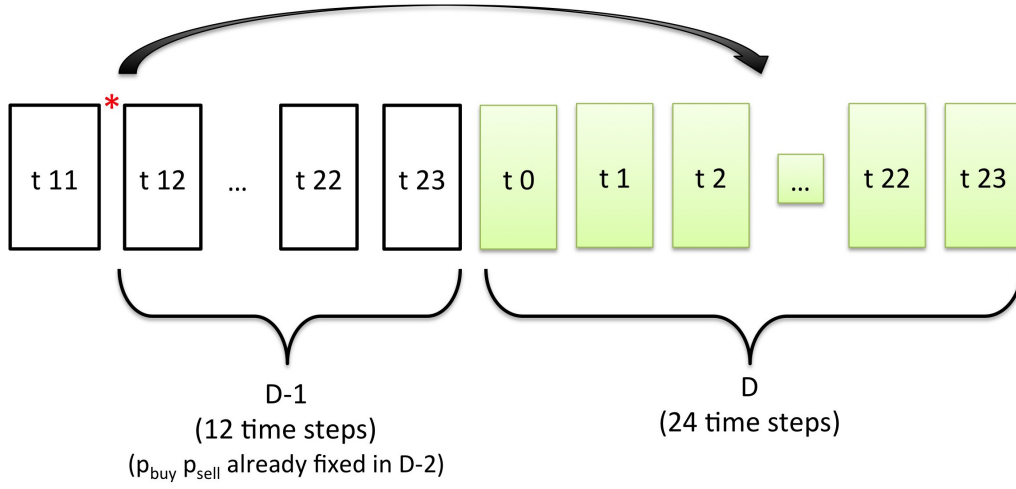 *
t 11 t 12 ... t 22 t 23 t 0 t 1 t 2 ... t 22 t 23
D-1
(12 time steps)
(p_buy p_sell already fixed in D-2)
D
(24 time steps)